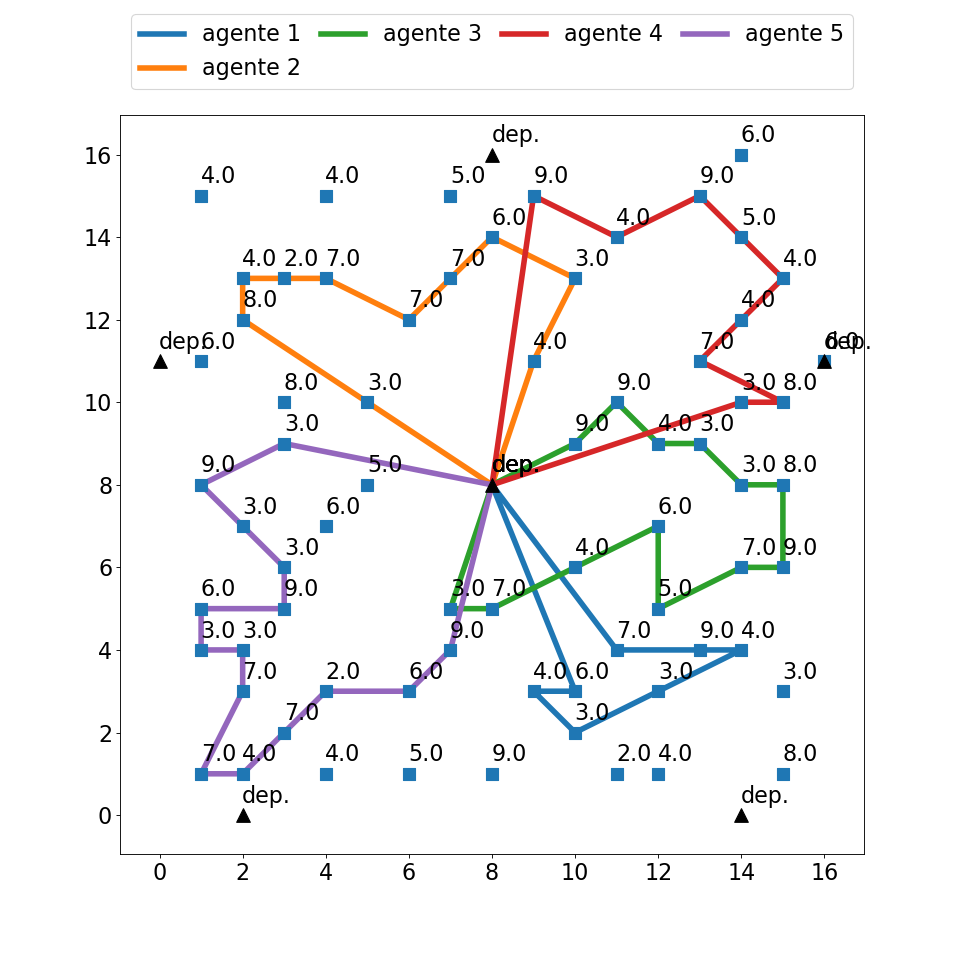 agente 1 agente 3 agente 4 agente 5
agente 2
dep. 6.0
16
4.0 4.0 5.0 9.0 9.0
6.0 4.0 5.0
14
4.0 2.0 7.0 7.0 3.0 4.0
8.0 7.0 4.0
12
dep. 6.0 4.0 7.0 6.0 dep.
8.0 3.0 9.0 3.0 8.0
10
3.0 9.0 4.0 3.0
9.0 5.0 dep. 3.0 8.0
8
3.0 6.0 6.0
3.0 4.0 7.0 9.0
6
6.0 9.0 3.0 7.0 5.0
3.0 3.0 9.0 7.0 9.0 4.0
4
7.0 2.0 6.0 4.0 6.0 3.0 3.0
7.0 3.0
2
7.0 4.0 4.0 5.0 9.0 2.0 4.0 8.0
dep. dep.
0
0 2 4 6 8 10 12 14 16